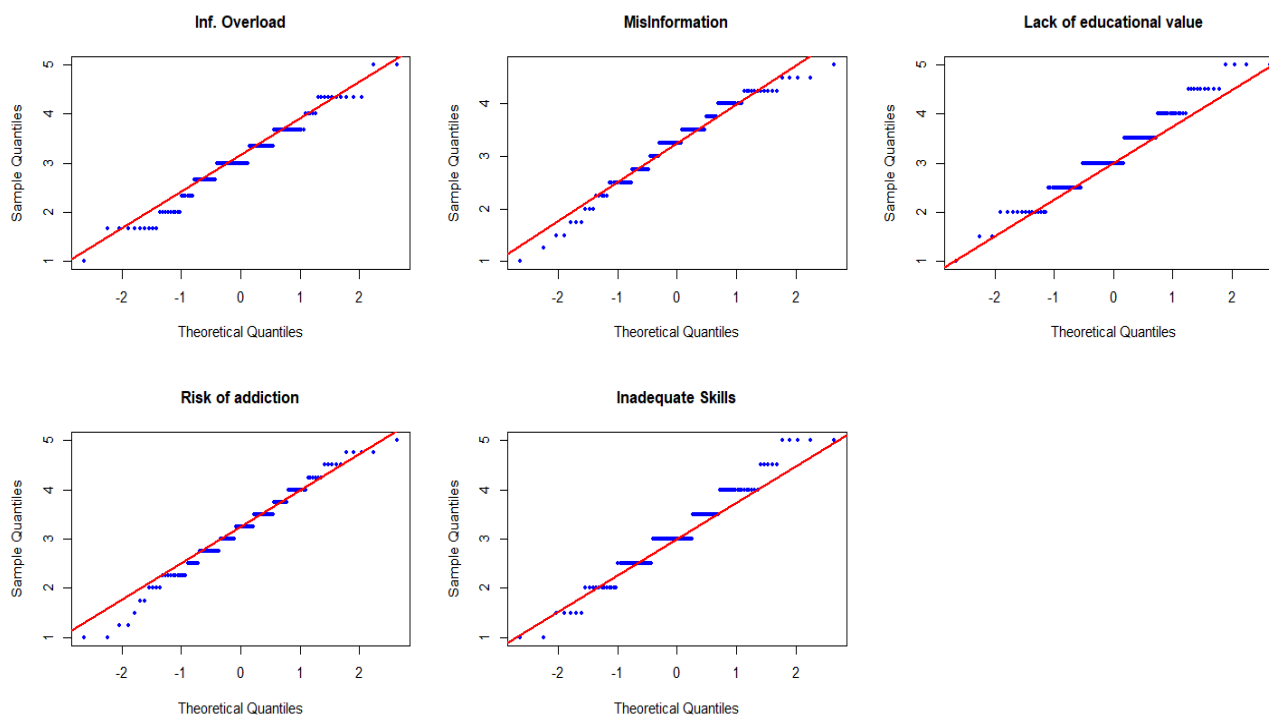 Inf. Overload
Sample Quantiles
5
4
3
2
1
-2 -1 0 1 2
Theoretical Quantiles
MisInformation
Sample Quantiles
4
3
2
1
-2 -1 0 1 2
Theoretical Quantiles
Lack of educational value
Sample Quantiles
5
4
3
2
1
-2 -1 0 1 2
Theoretical Quantiles
Risk of addiction
Sample Quantiles
5
4
3
2
1
-2 -1 0 1 2
Theoretical Quantiles
Inadequate Skills
Sample Quantiles
5
4
3
2
1
-2 -1 0 1 2
Theoretical Quantiles